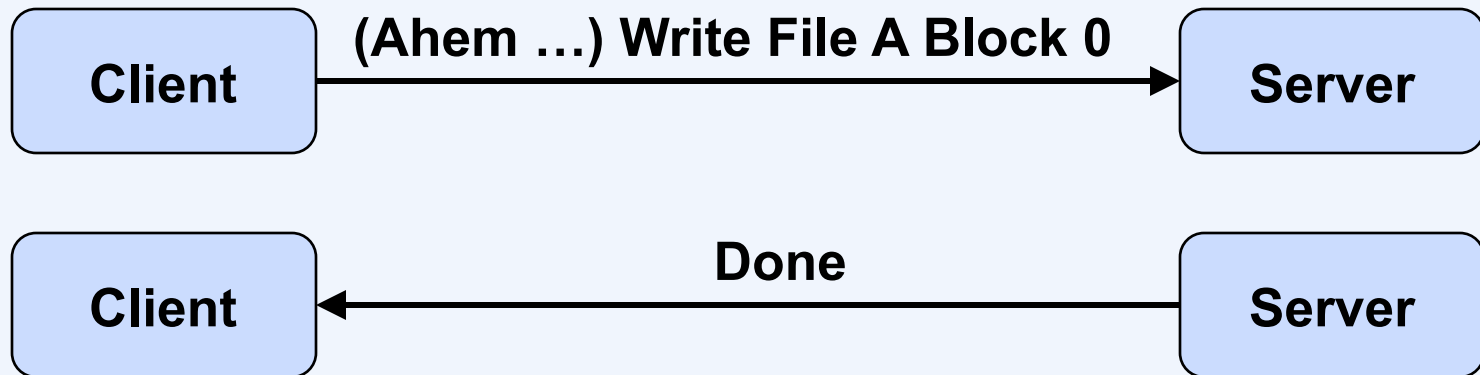 Client
(Ahem …) Write File A Block 0
Server
Client
Done
Server